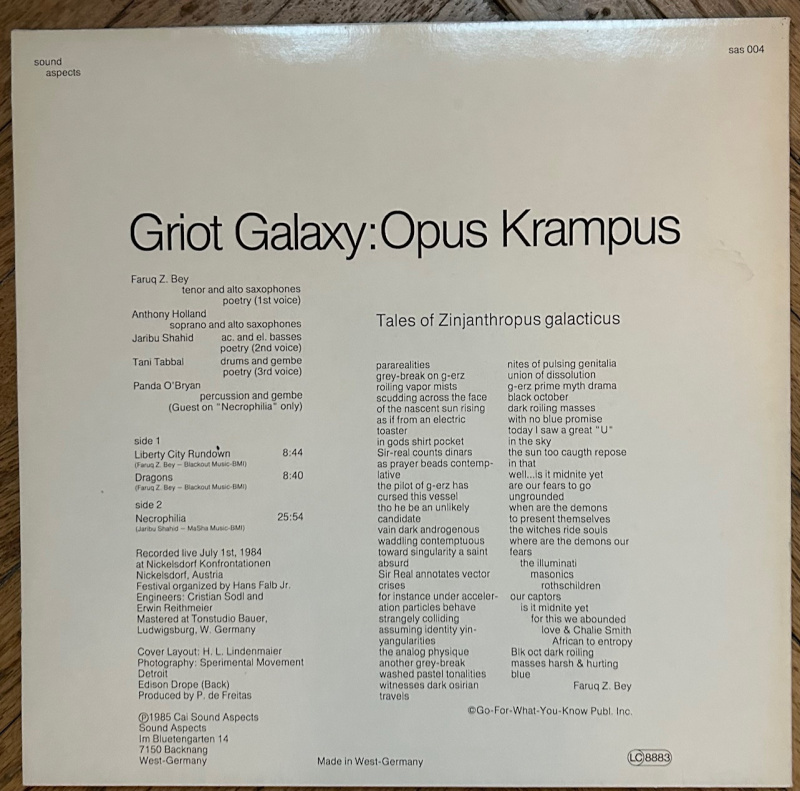 sound
aspects
sas 004
Griot Galaxy:Opus Krampus
Faruq Z. Bey
tenor and alto saxophones
poetry (1st voice)
Anthony Holland
soprano and alto saxophones
Jaribu Shahid ac. and el. basses
poetry (2nd voice)
Tani Tabbal drums and gembe
poetry (3rd voice)
Panda O'Bryan
percussion and gembe
(Guest on "Necrophilia" only)
side 1
Liberty City Rundown 8:44
(Faruq Z. Bey – Blackout Music-BMI)
Dragons 8:40
(Faruq Z. Bey – Blackout Music-BMI)
side 2
Necrophilia 25:54
(Jaribu Shahid – MaSha Music-BMI)
Recorded live July 1st, 1984
at Nickelsdorf Konfrontationen
Nickelsdorf, Austria
Festival organized by Hans Falb Jr.
Engineers: Cristian Sodl and
Erwin Reithmeier
Mastered at Tonstudio Bauer,
Ludwigsburg, W. Germany
Cover Layout: H. L. Lindenmaier
Photography: Sperimental Movement
Detroit
Edison Drope (Back)
Produced by P. de Freitas
℗1985 Cai Sound Aspects
Sound Aspects
Im Bluetengarten 14
7150 Backnang
West-Germany
Tales of Zinjanthropus galacticus
pararealities
grey-break on g-erz
roiling vapor mists
scudding across the face
of the nascent sun rising
as if from an electric
toaster
in gods shirt pocket
Sir-real counts dinars
as prayer beads contemp-
lative
the pilot of g-erz has
cursed this vessel
tho he be an unlikely
candidate
vain dark androgenous
waddling contemptuous
toward singularity a saint
absurd
Sir Real annotates vector
crises
for instance under acceler-
ation particles behave
strangely colliding
assuming identity yin-
yangularities
the analog physique
another grey-break
washed pastel tonalities
witnesses dark osirian
travels
nites of pulsing genitalia
union of dissolution
g-erz prime myth drama
black october
dark roiling masses
with no blue promise
today I saw a great "U"
in the sky
the sun too caugth repose
in that
well...is it midnite yet
are our fears to go
ungrounded
when are the demons
to present themselves
the witches ride souls
where are the demons our
fears
the illuminati
masonics
rothschildren
our captors
is it midnite yet
for this we abounded
love & Chalie Smith
African to entropy
Blk oct dark roiling
masses harsh & hurting
blue
Faruq Z. Bey
©Go-For-What-You-Know Publ. Inc.
Made in West-Germany
LC 8883